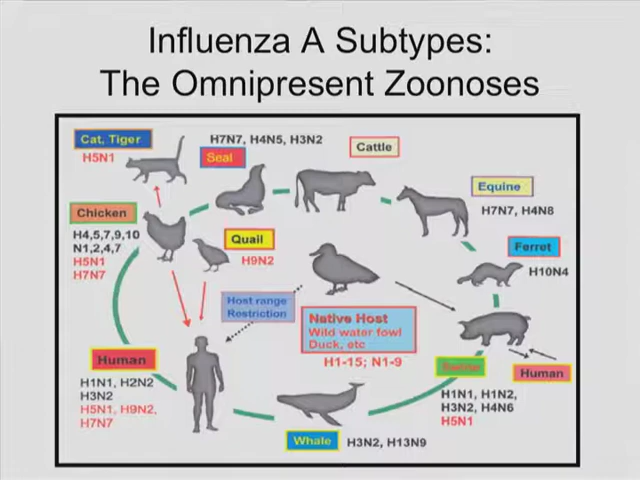 Influenza A Subtypes:
The Omnipresent Zoonoses
Cat, Tiger
H5N1
H7N7, H4N5, H3N2
Seal
Cattle
Equine
H7N7, H4N8
Chicken
H4,5,7,9,10
N1,2,4,7
H5N1
H7N7
Quail
H9N2
Ferret
H10N4
Host range
Restriction
Native Host
Wild water fowl
Duck, etc
H1-15; N1-9
Human
H1N1, H2N2
H3N2
H5N1, H9N2,
H7N7
Human
H1N1, H1N2,
H3N2, H4N6
H5N1
Whale
H3N2, H13N9